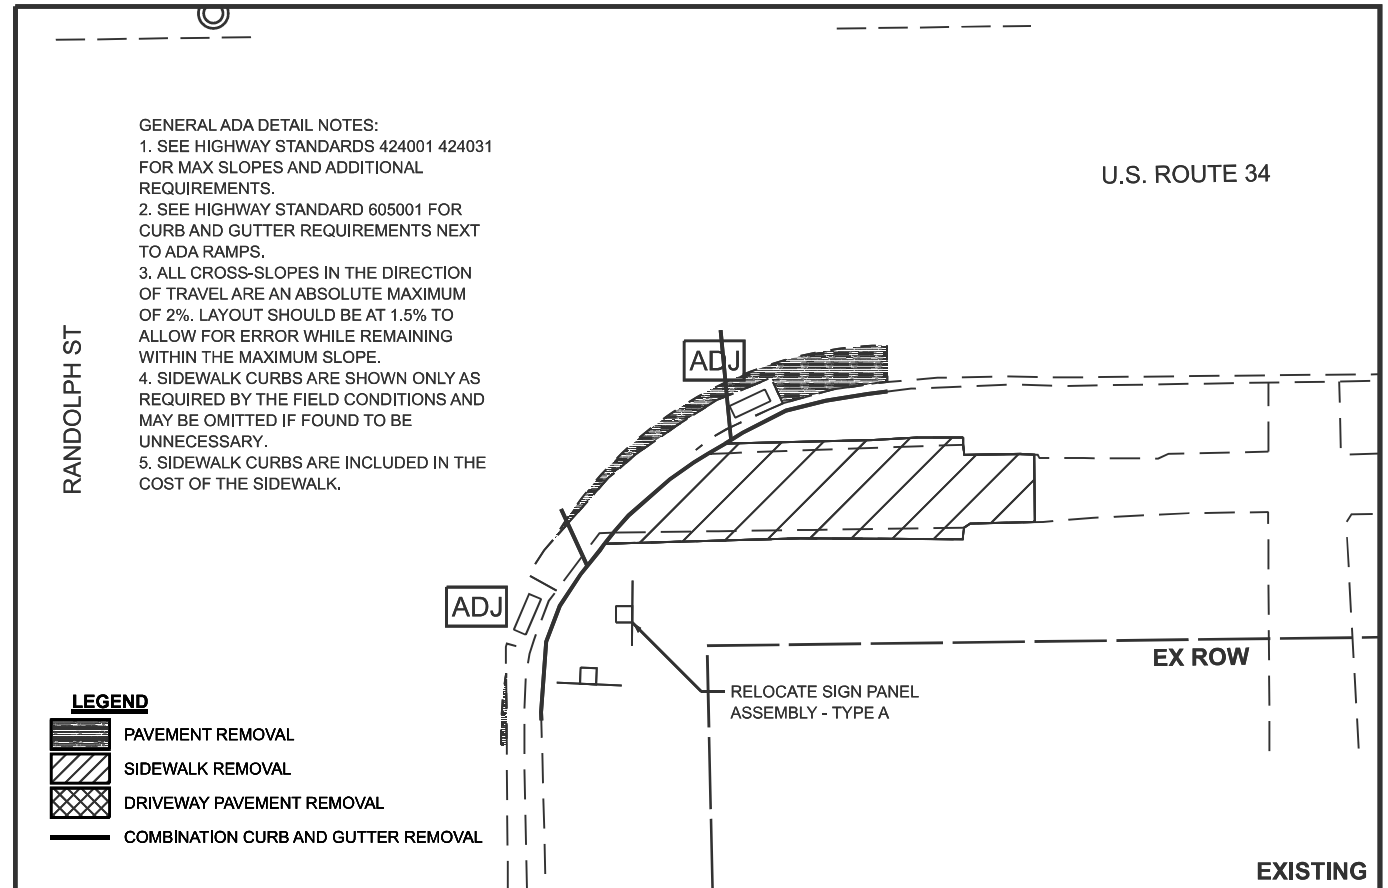 GENERAL ADA DETAIL NOTES:
1. SEE HIGHWAY STANDARDS 424001 424031
FOR MAX SLOPES AND ADDITIONAL
REQUIREMENTS.
2. SEE HIGHWAY STANDARD 605001 FOR
CURB AND GUTTER REQUIREMENTS NEXT
TO ADA RAMPS.
3. ALL CROSS-SLOPES IN THE DIRECTION
OF TRAVEL ARE AN ABSOLUTE MAXIMUM
OF 2%. LAYOUT SHOULD BE AT 1.5% TO
ALLOW FOR ERROR WHILE REMAINING
WITHIN THE MAXIMUM SLOPE.
4. SIDEWALK CURBS ARE SHOWN ONLY AS
REQUIRED BY THE FIELD CONDITIONS AND
MAY BE OMITTED IF FOUND TO BE
UNNECESSARY.
5. SIDEWALK CURBS ARE INCLUDED IN THE
COST OF THE SIDEWALK.
U.S. ROUTE 34
RANDOLPH ST
ADJ
ADJ
EX ROW
RELOCATE SIGN PANEL
ASSEMBLY - TYPE A
LEGEND
PAVEMENT REMOVAL
SIDEWALK REMOVAL
DRIVEWAY PAVEMENT REMOVAL
COMBINATION CURB AND GUTTER REMOVAL
EXISTING